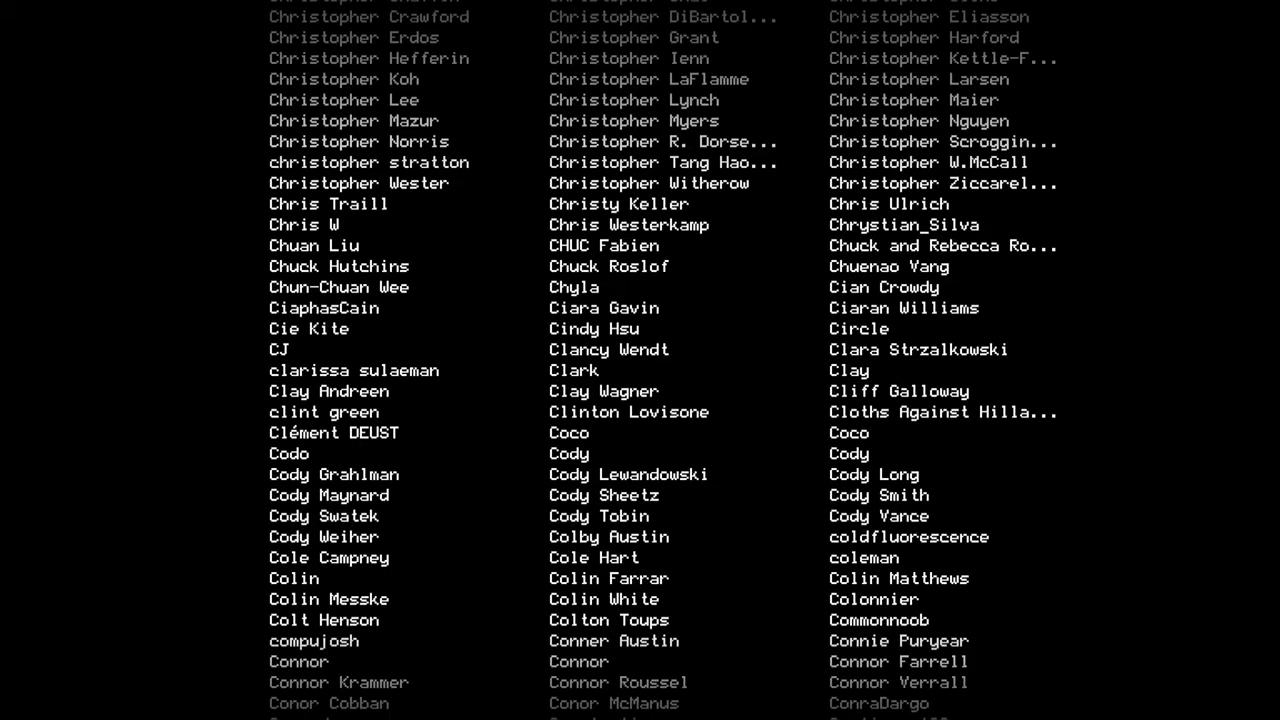 Christopher Crawford Christopher DiBartol... Christopher Eliasson
Christopher Erdos Christopher Grant Christopher Harford
Christopher Hefferin Christopher Ienn Christopher Kettle-F...
Christopher Koh Christopher LaFlamme Christopher Larsen
Christopher Lee Christopher Lynch Christopher Maier
Christopher Mazur Christopher Myers Christopher Nguyen
Christopher Norris Christopher R. Dorse... Christopher Scroggin...
christopher stratton Christopher Tang Hao... Christopher W.McCall
Christopher Wester Christopher Witherow Christopher Ziccarel...
Chris Traill Christy Keller Chris Ulrich
Chris W Chris Westerkamp Chrystian_Silva
Chuan Liu CHUC Fabien Chuck and Rebecca Ro...
Chuck Hutchins Chuck Roslof Chuenao Vang
Chun-Chuan Wee Chyla Cian Crowdy
CiaphasCain Ciara Gavin Ciaran Williams
Cie Kite Cindy Hsu Circle
CJ Clancy Wendt Clara Strzalkowski
clarissa sulaeman Clark Clay
Clay Andreen Clay Wagner Cliff Galloway
clint green Clinton Lovisone Cloths Against Hilla...
Clément DEUST Coco Coco
Codo Cody Cody
Cody Grahlman Cody Lewandowski Cody Long
Cody Maynard Cody Sheetz Cody Smith
Cody Swatek Cody Tobin Cody Vance
Cody Weiher Colby Austin coldfluorescence
Cole Campney Cole Hart coleman
Colin Colin Farrar Colin Matthews
Colin Messke Colin White Colonnier
Colt Henson Colton Toups Commonnoob
compujosh Conner Austin Connie Puryear
Connor Connor Connor Farrell
Connor Krammer Connor Roussel Connor Verrall
Conor Cobban Conor McManus ConraDargo